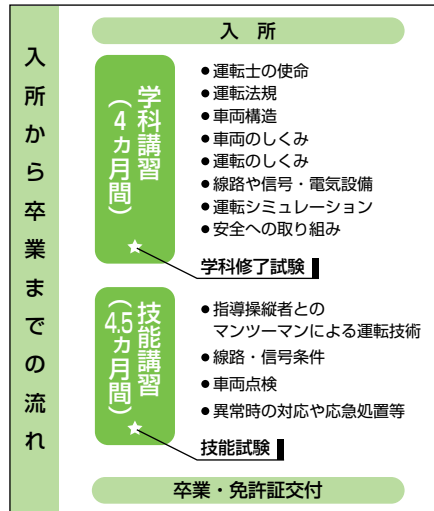 入所から卒業までの流れ
入 所
学科講習
(4ヵ月間)
★
●運転士の使命
●運転法規
●車両構造
●車両のしくみ
●運転のしくみ
●線路や信号・電気設備
●運転シミュレーション
●安全への取り組み
学科修了試験
技能講習
(4.5ヵ月間)
★
●指導操縦者との
マンツーマンによる運転技術
●線路・信号条件
●車両点検
●異常時の対応や応急処置等
技能試験
卒業・免許証交付